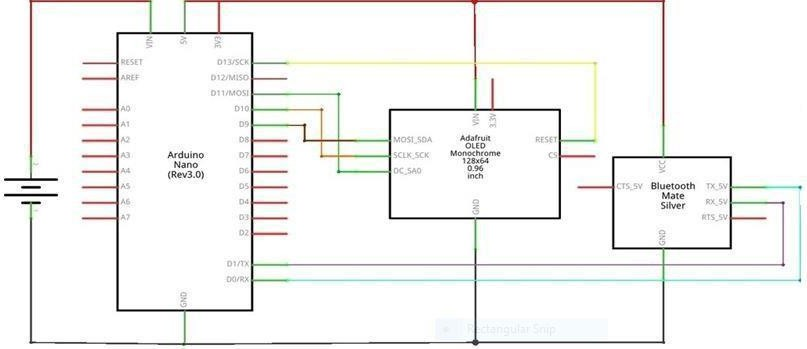 VIN
5V
3V3
RESET
AREF
A0
A1
A2
A3
A4
A5
A6
A7
D13/SCK
D12/MISO
D11/MOSI
D10
D9
D8
D7
D6
D5
D4
D3
D2
D1/TX
D0/RX
GND
Arduino
Nano
(Rev3.0)
VIN
3.3V
MOSI_SDA
SCLK_SCK
DC_SA0
Adafruit
OLED
Monochrome
128x64
0.96
inch
RESET
CS
GND
VCC
CTS_5V
Bluetooth
Mate
Silver
TX_5V
RX_5V
RTS_5V
GND
Rectangular Snip